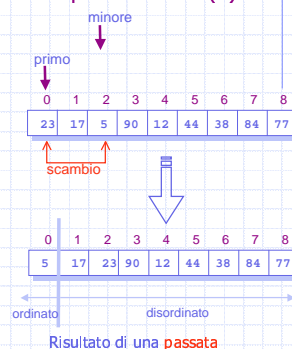 minore
primo
0 1 2 3 4 5 6 7 8
23 17 5 90 12 44 38 84 77
scambio
0 1 2 3 4 5 6 7 8
5 17 23 90 12 44 38 84 77
ordinato disordinato
Risultato di una passata